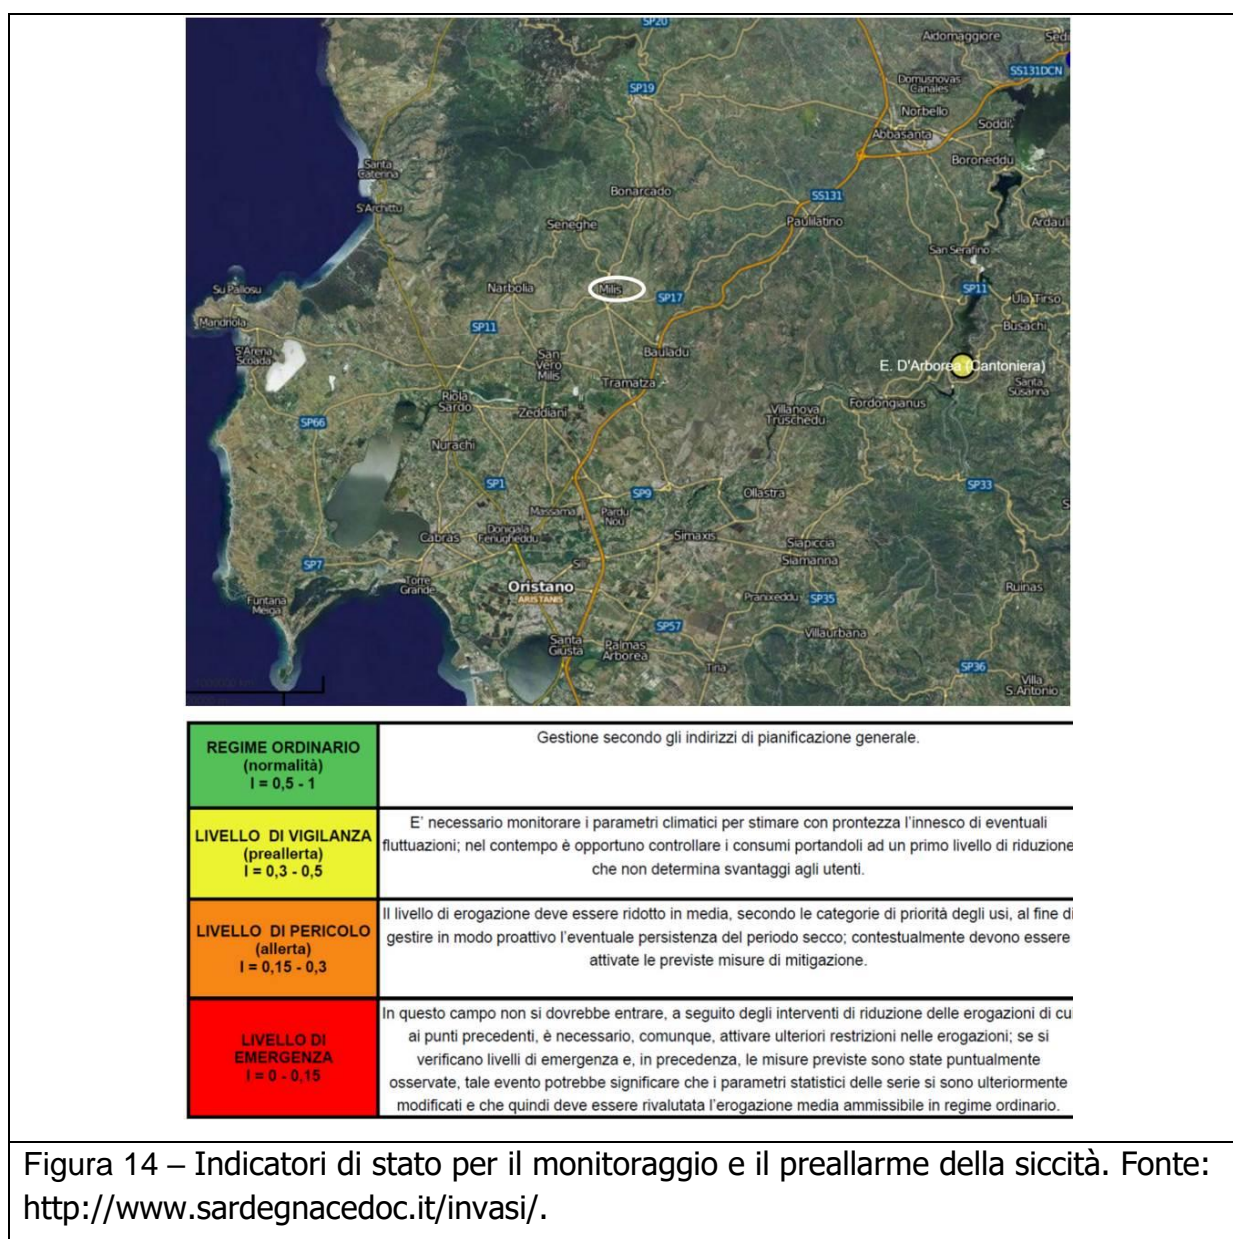 SP20
Aidomaggiore
Sedi
SS131DCN
Domusnovas
Canales
SP19
Norbello
Soddi'
Abbasanta
Boroneddu
Santa
Caterina
Bonarcado
SS131
S'Archittu
Seneghe
Paulilatino
Ardauli
San Serafino
Su Pallosu
Narbolia
Milis
SP17
SP11
Ula Tirso
Mandriola
SP11
Busachi
S'Arena
Scoada
San
Vero
Milis
Bauladu
E. D'Arborea (Cantoniera)
Tramatza
Santa
Susanna
Riola
Sardo
Zeddiani
Villanova
Truschedu
Fordongianus
SP66
Nurachi
SP1
SP9
Ollastra
SP33
Massama
Pardu
Nou
Cabras
Donigala
Fenugheddu
Simaxis
Siapiccia
Siamanna
SP7
Sili
Torre
Grande
Oristano
ARISTANIS
Ruinas
Funtana
Meiga
Pranixeddu
SP35
SP57
Santa
Giusta
Palmas
Arborea
Villaurbana
Tiria
SP36
Villa
S.Antonio
REGIME ORDINARIO
(normalità)
I = 0,5 - 1
Gestione secondo gli indirizzi di pianificazione generale.
LIVELLO DI VIGILANZA
(preallerta)
I = 0,3 - 0,5
E' necessario monitorare i parametri climatici per stimare con prontezza l'innesco di eventuali
fluttuazioni; nel contempo è opportuno controllare i consumi portandoli ad un primo livello di riduzione
che non determina svantaggi agli utenti.
LIVELLO DI PERICOLO
(allerta)
I = 0,15 - 0,3
Il livello di erogazione deve essere ridotto in media, secondo le categorie di priorità degli usi, al fine di
gestire in modo proattivo l'eventuale persistenza del periodo secco; contestualmente devono essere
attivate le previste misure di mitigazione.
LIVELLO DI
EMERGENZA
I = 0 - 0,15
In questo campo non si dovrebbe entrare, a seguito degli interventi di riduzione delle erogazioni di cui
ai punti precedenti, è necessario, comunque, attivare ulteriori restrizioni nelle erogazioni; se si
verificano livelli di emergenza e, in precedenza, le misure previste sono state puntualmente
osservate, tale evento potrebbe significare che i parametri statistici delle serie si sono ulteriormente
modificati e che quindi deve essere rivalutata l'erogazione media ammissibile in regime ordinario.
Figura 14 – Indicatori di stato per il monitoraggio e il preallarme della siccità. Fonte:
http://www.sardegnacedoc.it/invasi/.